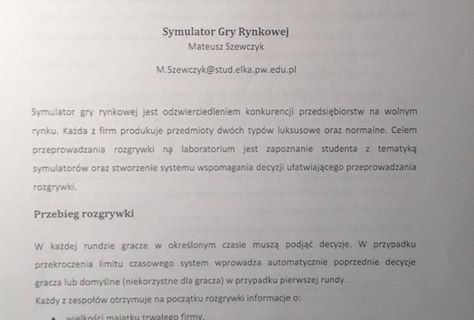 Symulator Gry Rynkowej
Mateusz Szewczyk
M.Szewczyk@stud.elka.pw.edu.pl
Symulator gry rynkowej jest odzwierciedleniem konkurencji przedsiębiorstw na wolnym
rynku. Każda z firm produkuje przedmioty dwóch typów luksusowe oraz normalne. Celem
przeprowadzania rozgrywki na laboratorium jest zapoznanie studenta z tematyką
symulatorów oraz stworzenie systemu wspomagania decyzji ułatwiającego przeprowadzania
rozgrywki.
Przebieg rozgrywki
W każdej rundzie gracze w określonym czasie muszą podjąć decyzje. W przypadku
przekroczenia limitu czasowego system wprowadza automatycznie poprzednie decyzje
gracza lub domyślne (niekorzystne dla gracza) w przypadku pierwszej rundy.
Każdy z zespołów otrzymuje na początku rozgrywki informacje o:
• wielkości majątku trwałego firmy,